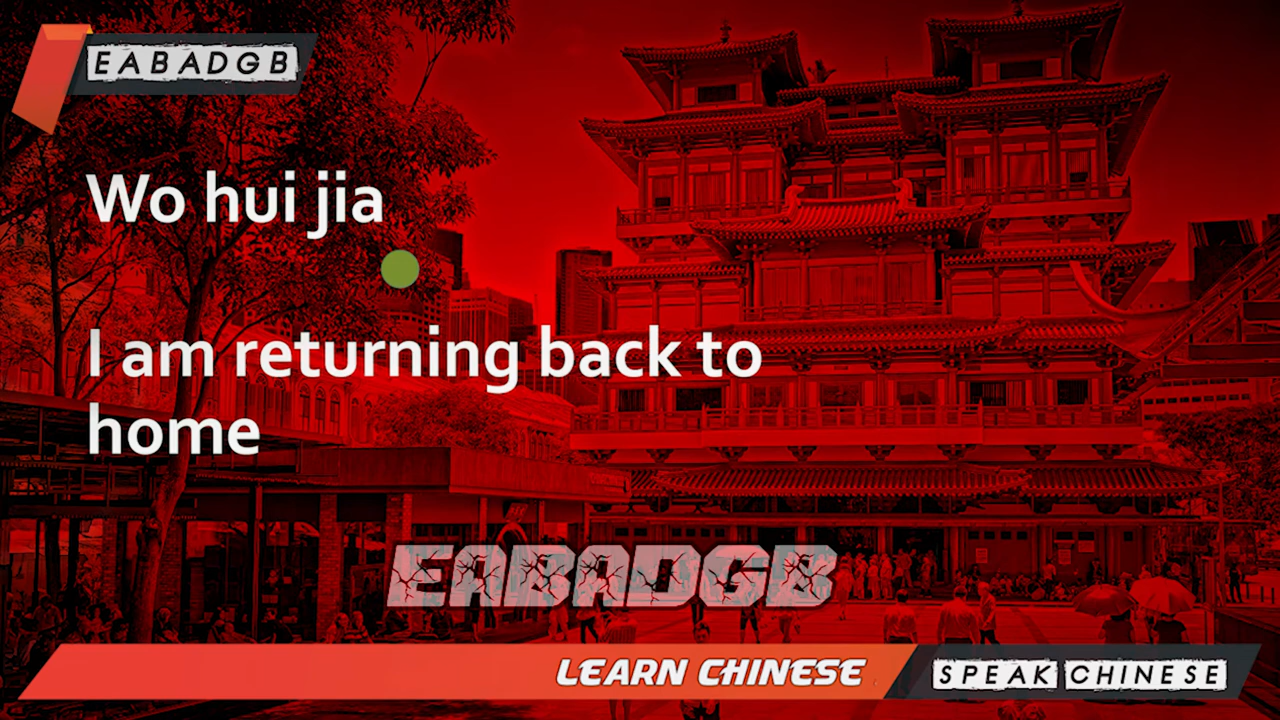 EABADGB
Wo hui jia
I am returning back to
home
EABADGB
LEARN CHINESE
SPEAK CHINESE